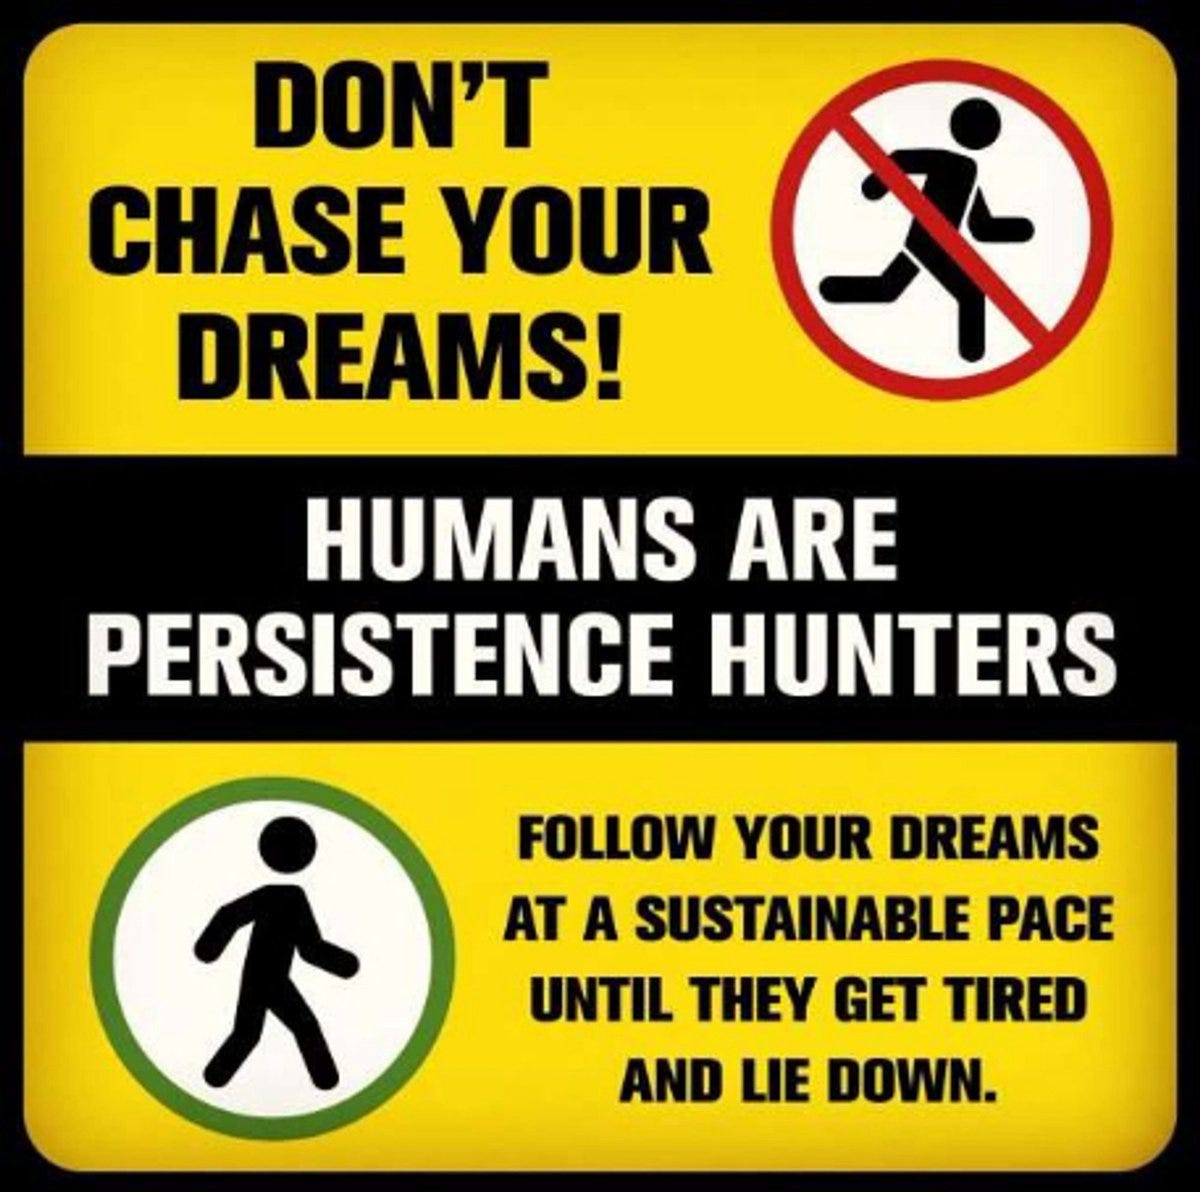 DON'T
CHASE YOUR
DREAMS!
HUMANS ARE
PERSISTENCE HUNTERS
FOLLOW YOUR DREAMS
AT A SUSTAINABLE PACE
UNTIL THEY GET TIRED
AND LIE DOWN.